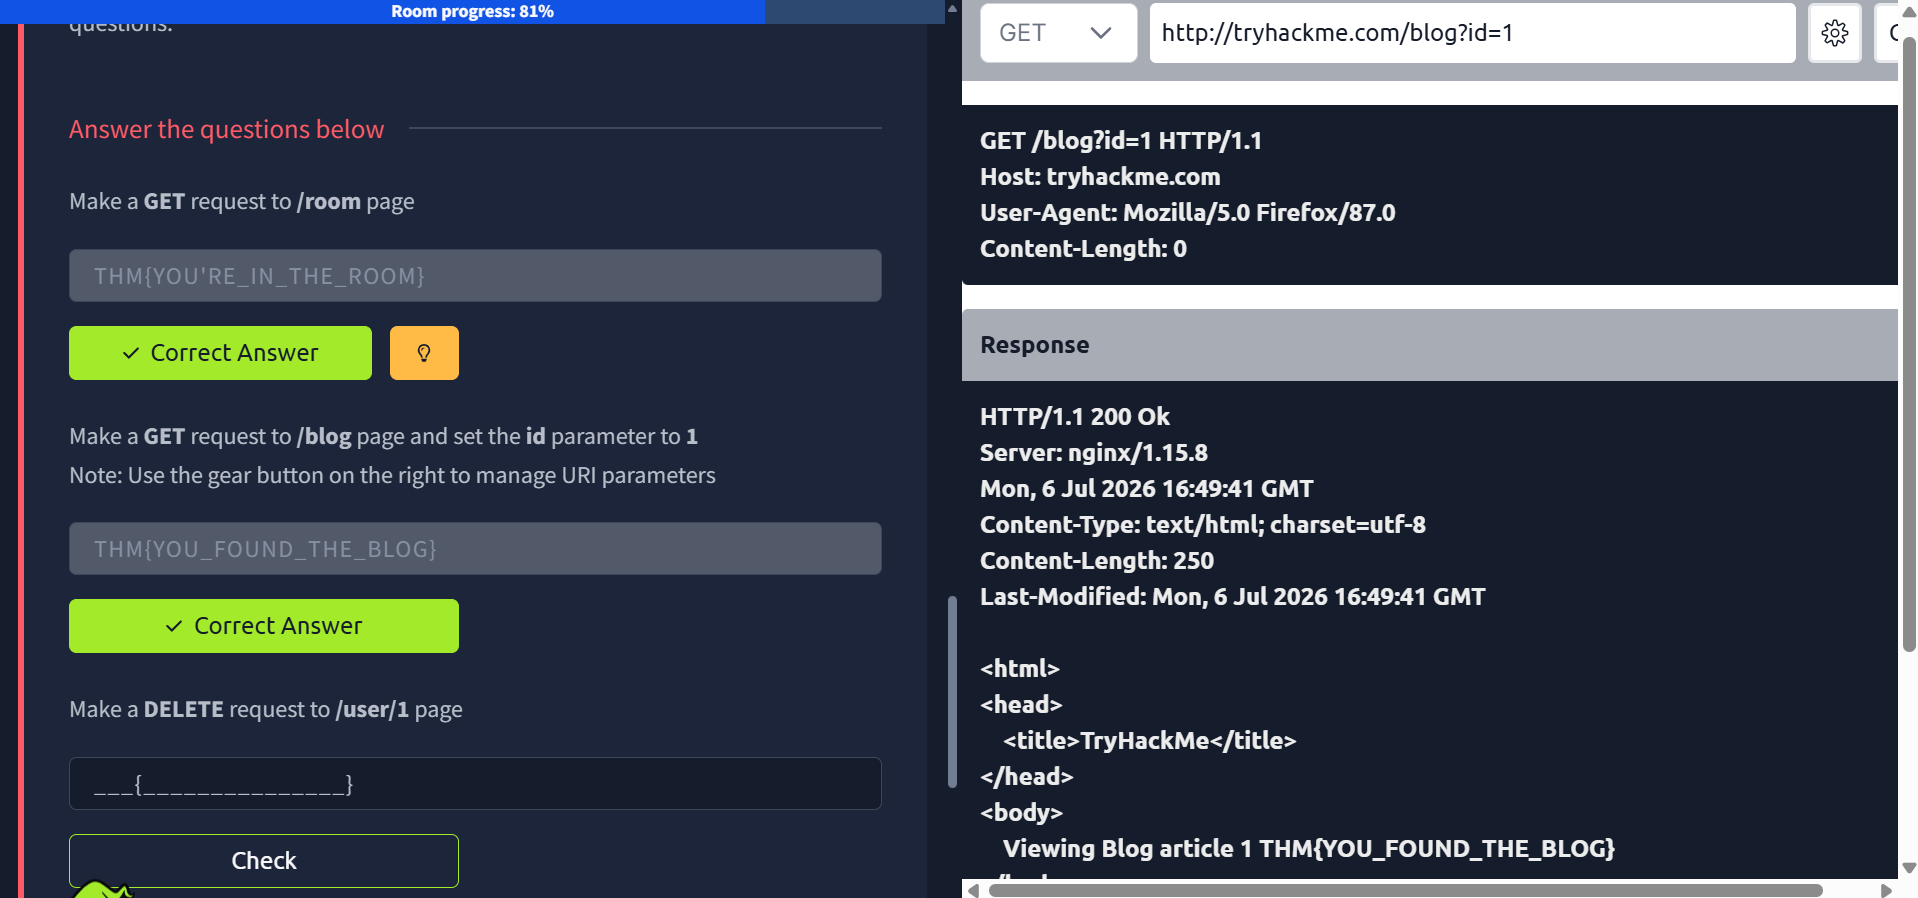 Room progress: 81%
questions:
Answer the questions below
Make a GET request to /room page
THM{YOU'RE_IN_THE_ROOM}
Correct Answer
Make a GET request to /blog page and set the id parameter to 1
Note: Use the gear button on the right to manage URI parameters
THM{YOU_FOUND_THE_BLOG}
Correct Answer
Make a DELETE request to /user/1 page
___{_______________}
Check
GET
http://tryhackme.com/blog?id=1
GET /blog?id=1 HTTP/1.1
Host: tryhackme.com
User-Agent: Mozilla/5.0 Firefox/87.0
Content-Length: 0
Response
HTTP/1.1 200 Ok
Server: nginx/1.15.8
Mon, 6 Jul 2026 16:49:41 GMT
Content-Type: text/html; charset=utf-8
Content-Length: 250
Last-Modified: Mon, 6 Jul 2026 16:49:41 GMT
<html>
<head>
<title>TryHackMe</title>
</head>
<body>
Viewing Blog article 1 THM{YOU_FOUND_THE_BLOG}